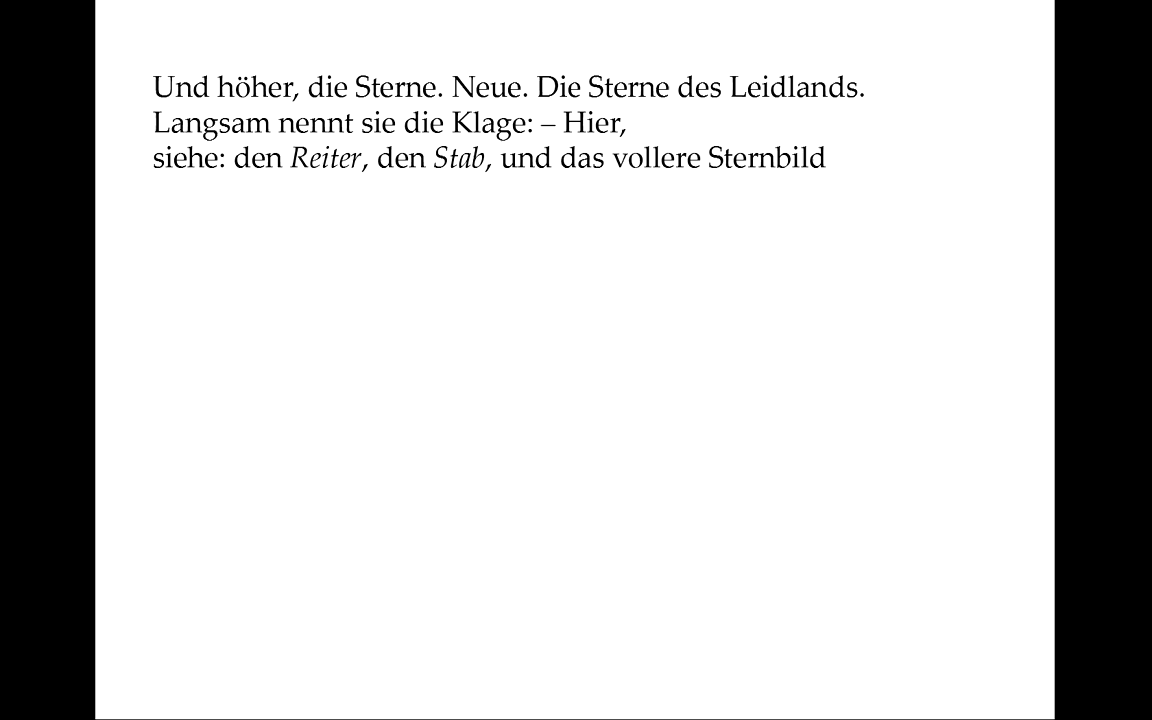 Und höher, die Sterne. Neue. Die Sterne des Leidlands.
Langsam nennt sie die Klage: – Hier,
siehe: den Reiter, den Stab, und das vollere Sternbild